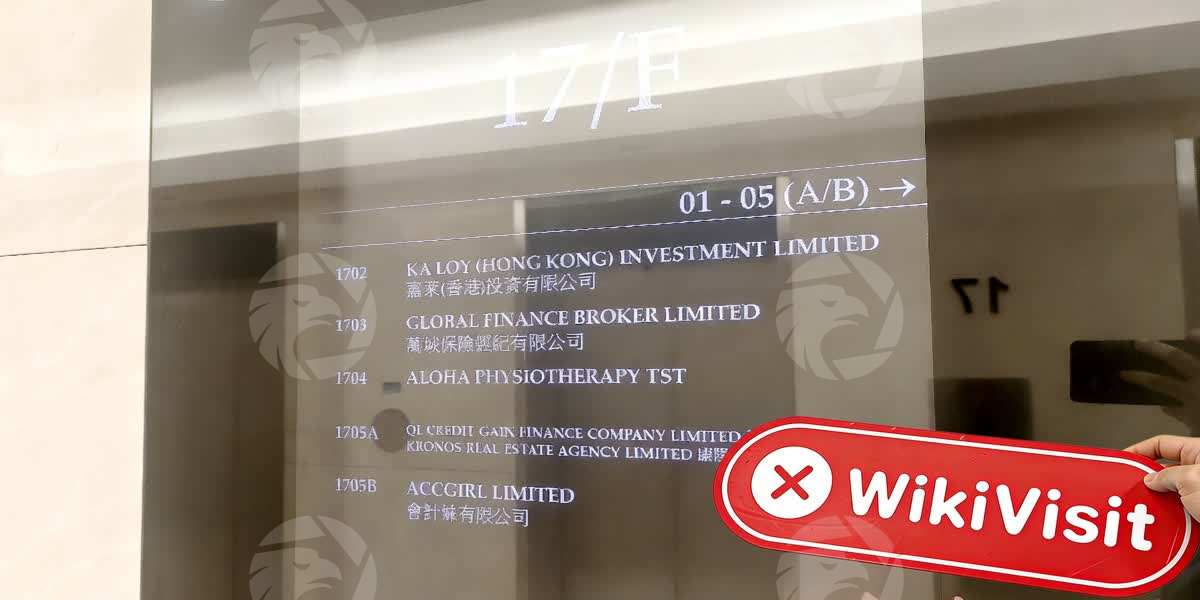 17/F
01 - 05 (A/B) →
1702 KA LOY (HONG KONG) INVESTMENT LIMITED
嘉萊(香港)投資有限公司
1703 GLOBAL FINANCE BROKER LIMITED
萬城保險經紀有限公司
1704 ALOHA PHYSIOTHERAPY TST
1705A QL CREDIT GAIN FINANCE COMPANY LIMITED
KRONOS REAL ESTATE AGENCY LIMITED
1705B ACCGIRL LIMITED
會計妹有限公司
17
WikiVisit